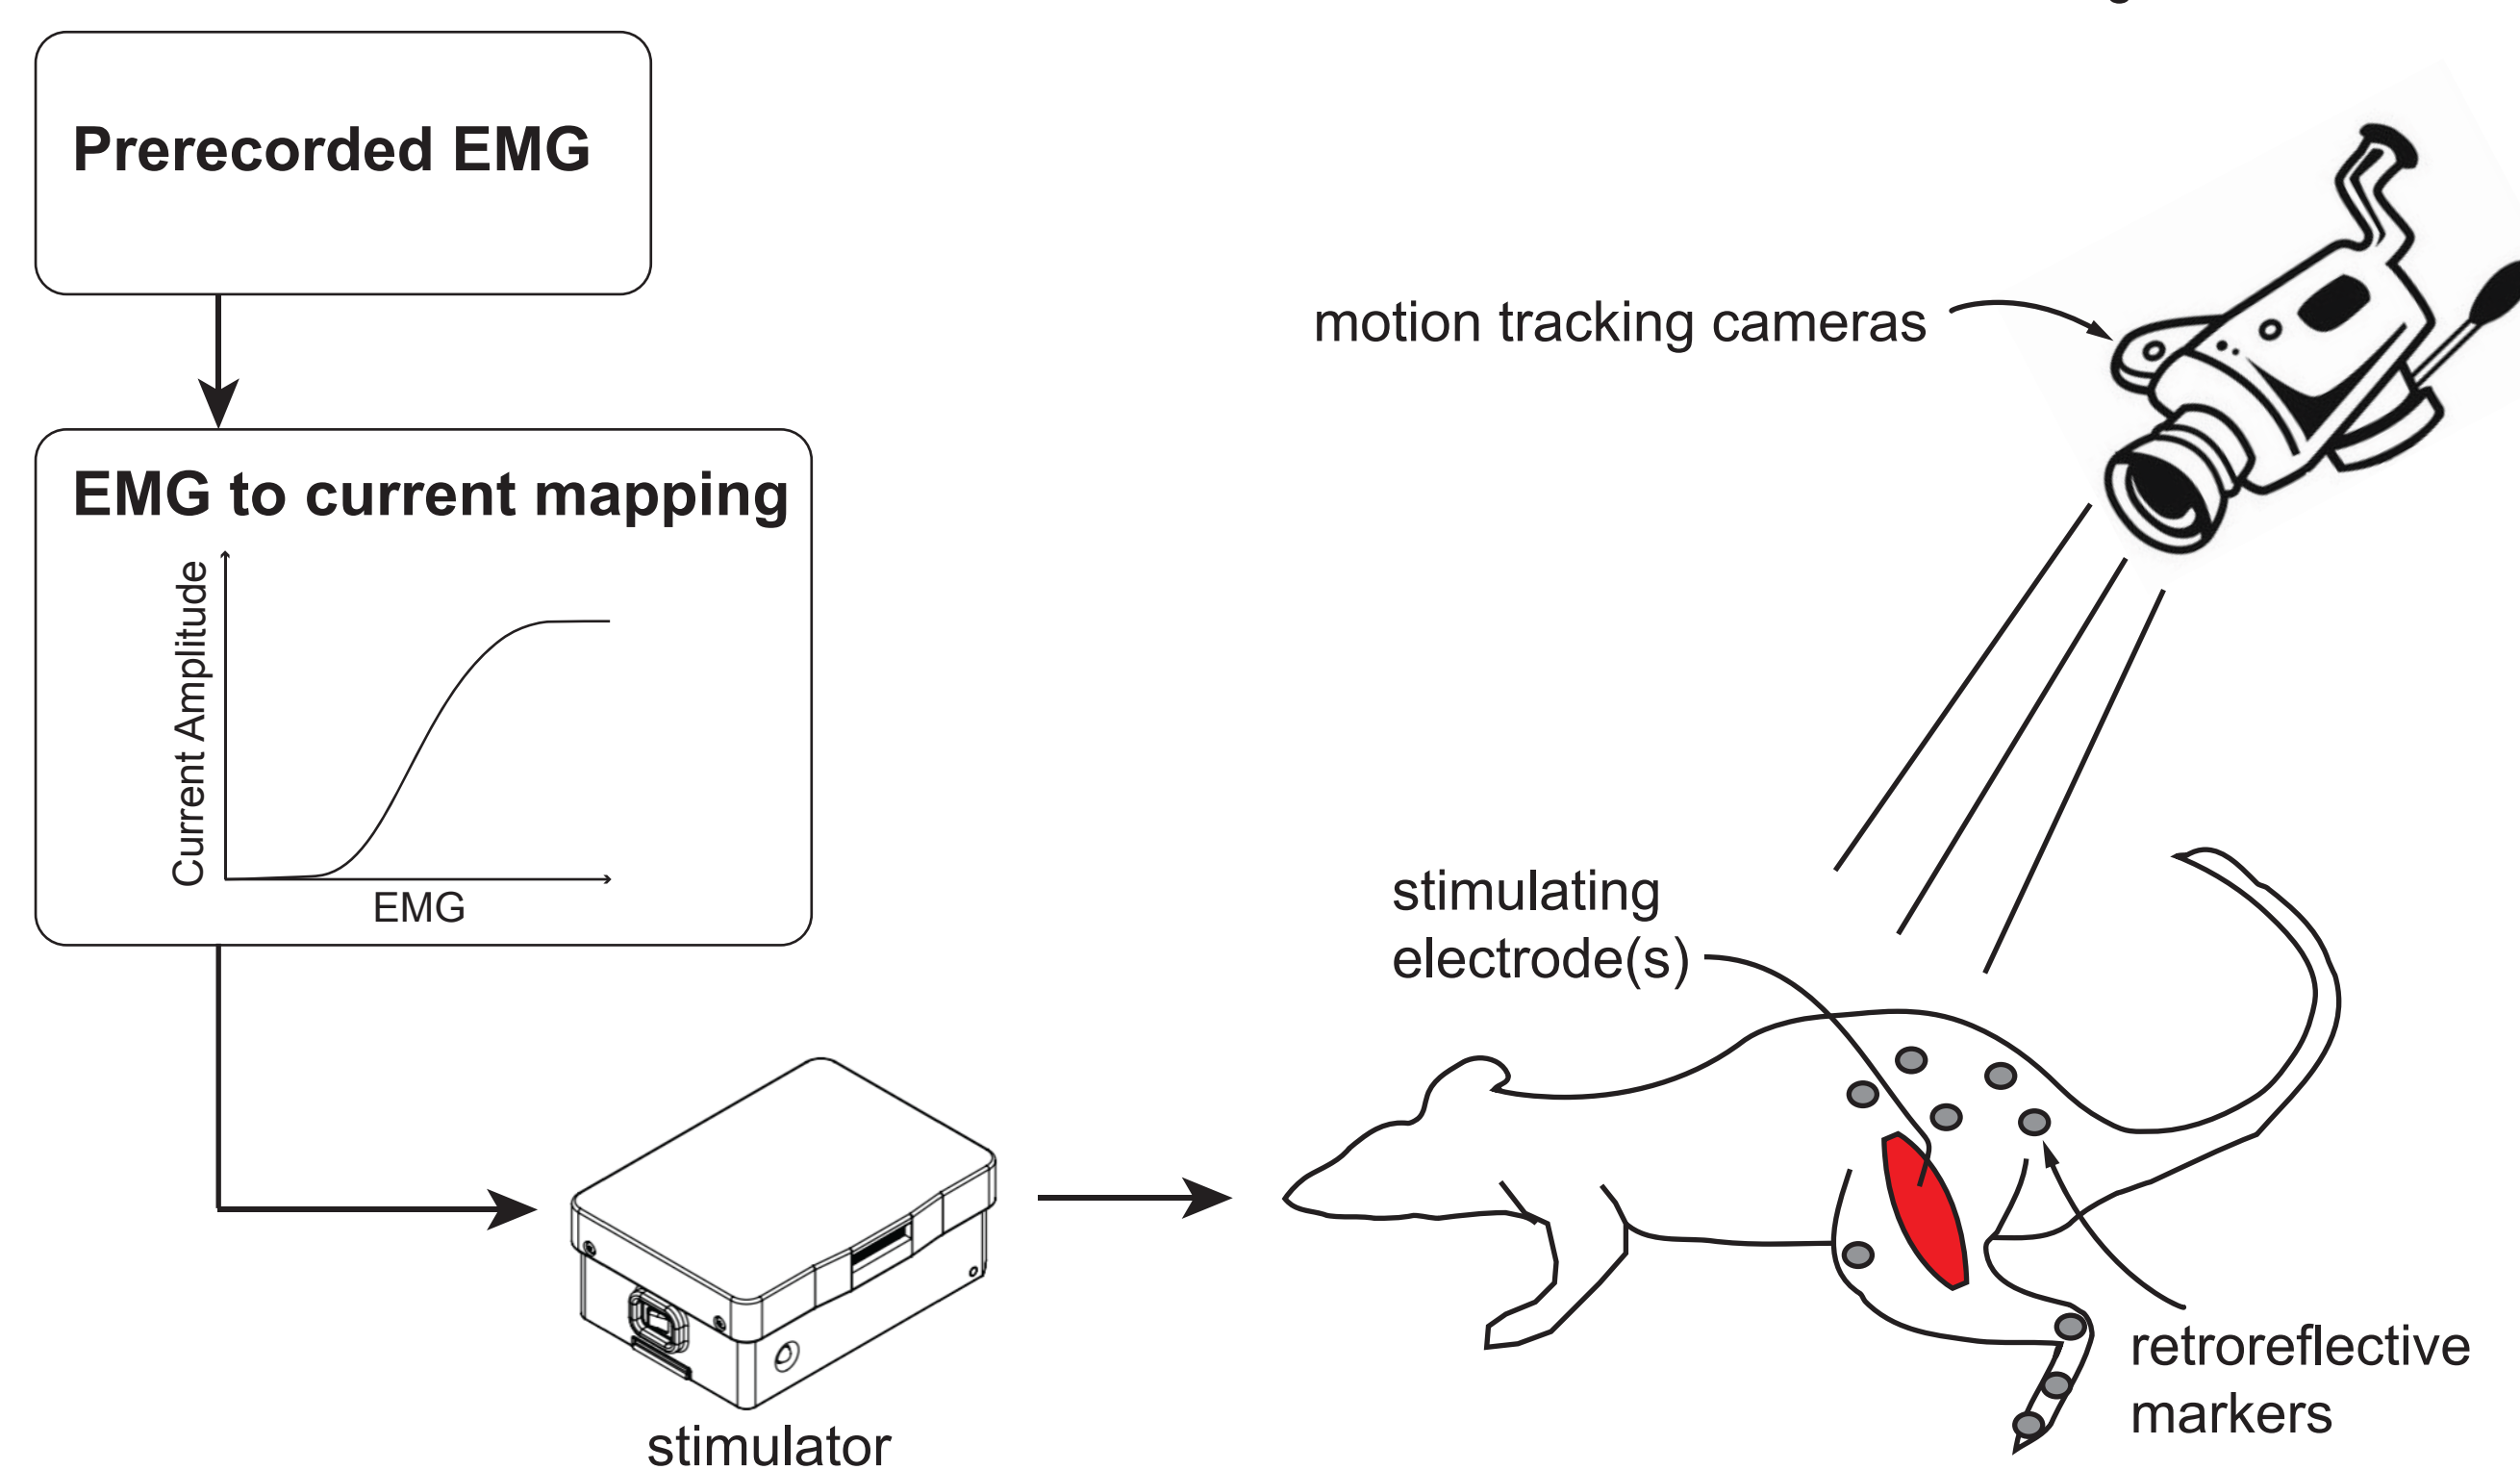 Prerecorded EMG
EMG to current mapping
Current Amplitude
EMG
stimulator
motion tracking cameras
stimulating
electrode(s)
retroreflective
markers